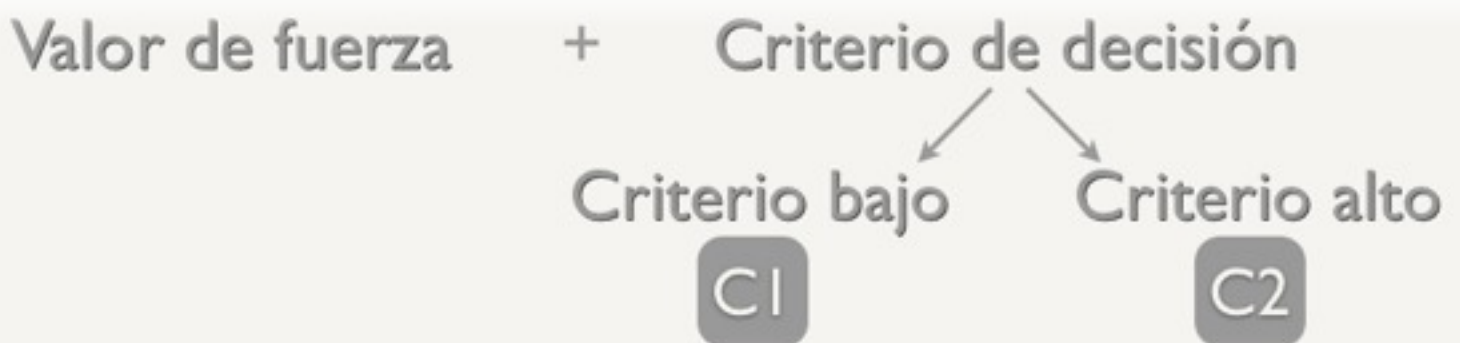 Valor de fuerza + Criterio de decisión
Criterio bajo Criterio alto
C1 C2